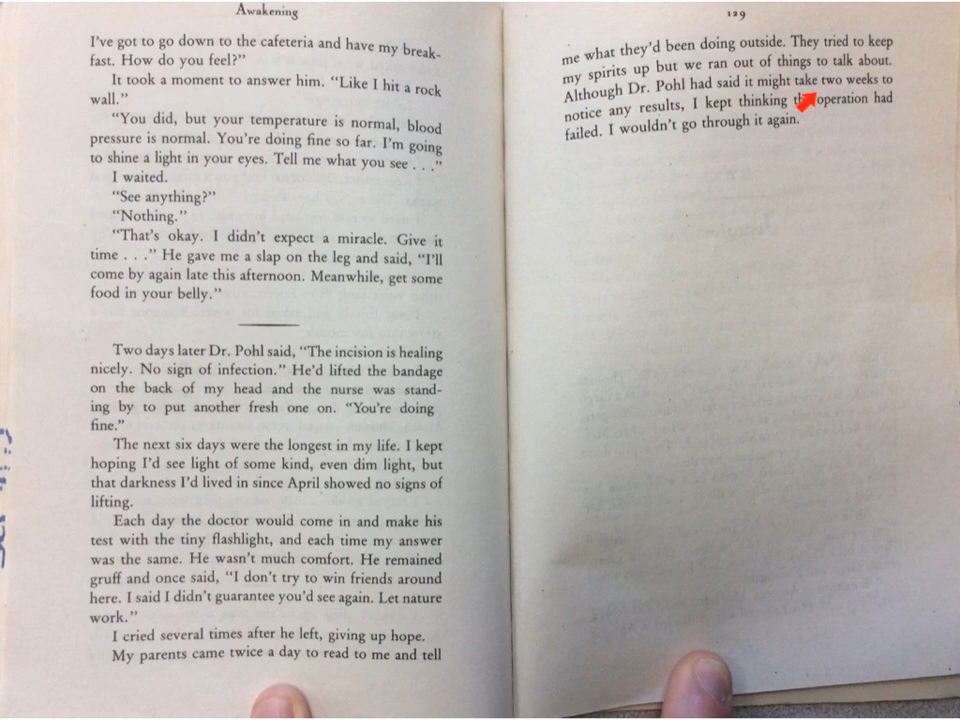 Awakening
I've got to go down to the cafeteria and have my break-
fast. How do you feel?"
It took a moment to answer him. "Like I hit a rock
wall."
"You did, but your temperature is normal, blood
pressure is normal. You're doing fine so far. I'm going
to shine a light in your eyes. Tell me what you see . . ."
I waited.
"See anything?"
"Nothing."
"That's okay. I didn't expect a miracle. Give it
time . . ." He gave me a slap on the leg and said, "I'll
come by again late this afternoon. Meanwhile, get some
food in your belly."
Two days later Dr. Pohl said, "The incision is healing
nicely. No sign of infection." He'd lifted the bandage
on the back of my head and the nurse was stand-
ing by to put another fresh one on. "You're doing
fine."
The next six days were the longest in my life. I kept
hoping I'd see light of some kind, even dim light, but
that darkness I'd lived in since April showed no signs of
lifting.
Each day the doctor would come in and make his
test with the tiny flashlight, and each time my answer
was the same. He wasn't much comfort. He remained
gruff and once said, "I don't try to win friends around
here. I said I didn't guarantee you'd see again. Let nature
work."
I cried several times after he left, giving up hope.
My parents came twice a day to read to me and tell
129
me what they'd been doing outside. They tried to keep
my spirits up but we ran out of things to talk about.
Although Dr. Pohl had said it might take two weeks to
notice any results, I kept thinking operation had
failed. I wouldn't go through it again.